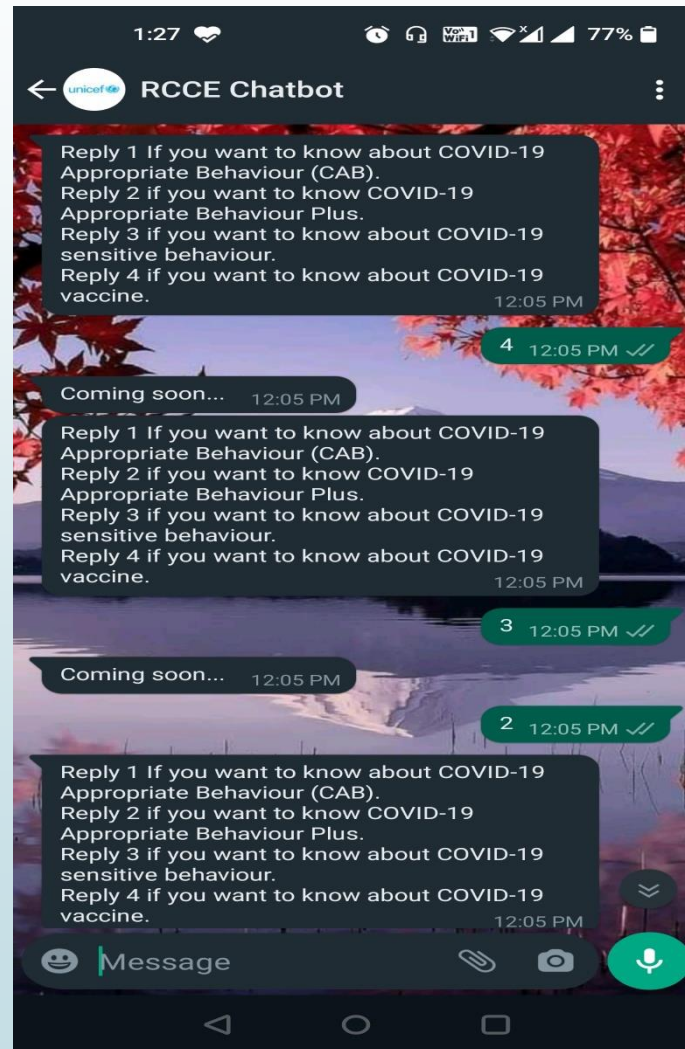 1:27
Vo WiFi 1
77%
unicef
RCCE Chatbot
Reply 1 If you want to know about COVID-19
Appropriate Behaviour (CAB).
Reply 2 if you want to know COVID-19
Appropriate Behaviour Plus.
Reply 3 if you want to know about COVID-19
sensitive behaviour.
Reply 4 if you want to know about COVID-19
vaccine.
12:05 PM
4 12:05 PM
Coming soon... 12:05 PM
Reply 1 If you want to know about COVID-19
Appropriate Behaviour (CAB).
Reply 2 if you want to know COVID-19
Appropriate Behaviour Plus.
Reply 3 if you want to know about COVID-19
sensitive behaviour.
Reply 4 if you want to know about COVID-19
vaccine.
12:05 PM
3 12:05 PM
Coming soon... 12:05 PM
2 12:05 PM
Reply 1 If you want to know about COVID-19
Appropriate Behaviour (CAB).
Reply 2 if you want to know COVID-19
Appropriate Behaviour Plus.
Reply 3 if you want to know about COVID-19
sensitive behaviour.
Reply 4 if you want to know about COVID-19
vaccine.
12:05 PM
Message